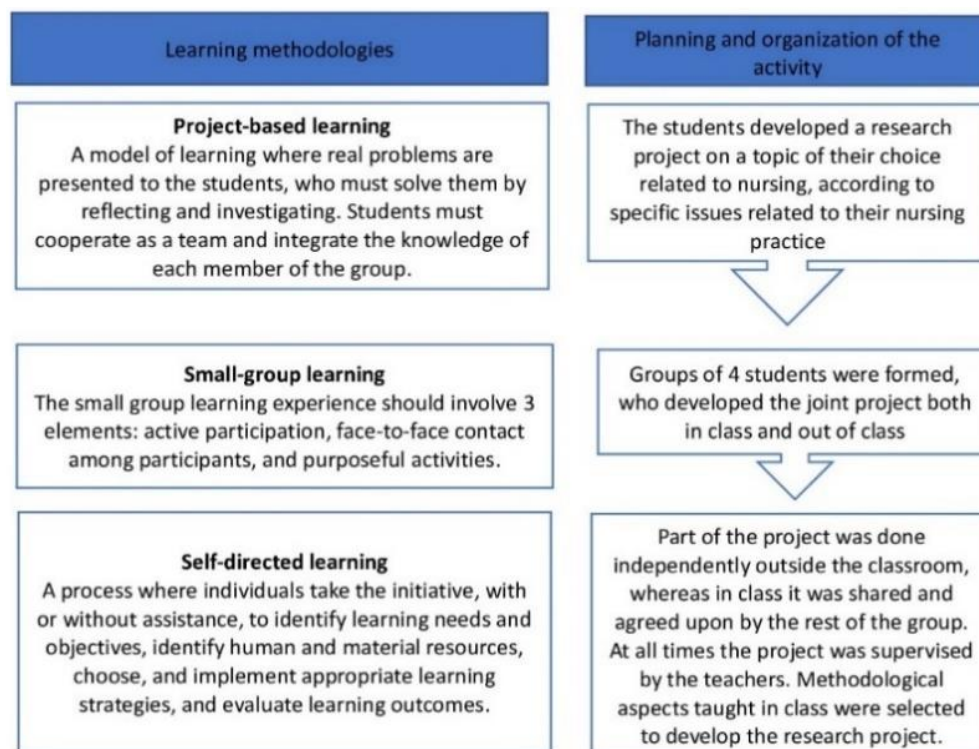 Learning methodologies
Planning and organization of the
activity
Project-based learning
A model of learning where real problems are
presented to the students, who must solve them by
reflecting and investigating. Students must
cooperate as a team and integrate the knowledge of
each member of the group.
The students developed a research
project on a topic of their choice
related to nursing, according to
specific issues related to their nursing
practice
Small-group learning
The small group learning experience should involve 3
elements: active participation, face-to-face contact
among participants, and purposeful activities.
Groups of 4 students were formed,
who developed the joint project both
in class and out of class
Self-directed learning
A process where individuals take the initiative, with
or without assistance, to identify learning needs and
objectives, identify human and material resources,
choose, and implement appropriate learning
strategies, and evaluate learning outcomes.
Part of the project was done
independently outside the classroom,
whereas in class it was shared and
agreed upon by the rest of the group.
At all times the project was supervised
by the teachers. Methodological
aspects taught in class were selected
to develop the research project.